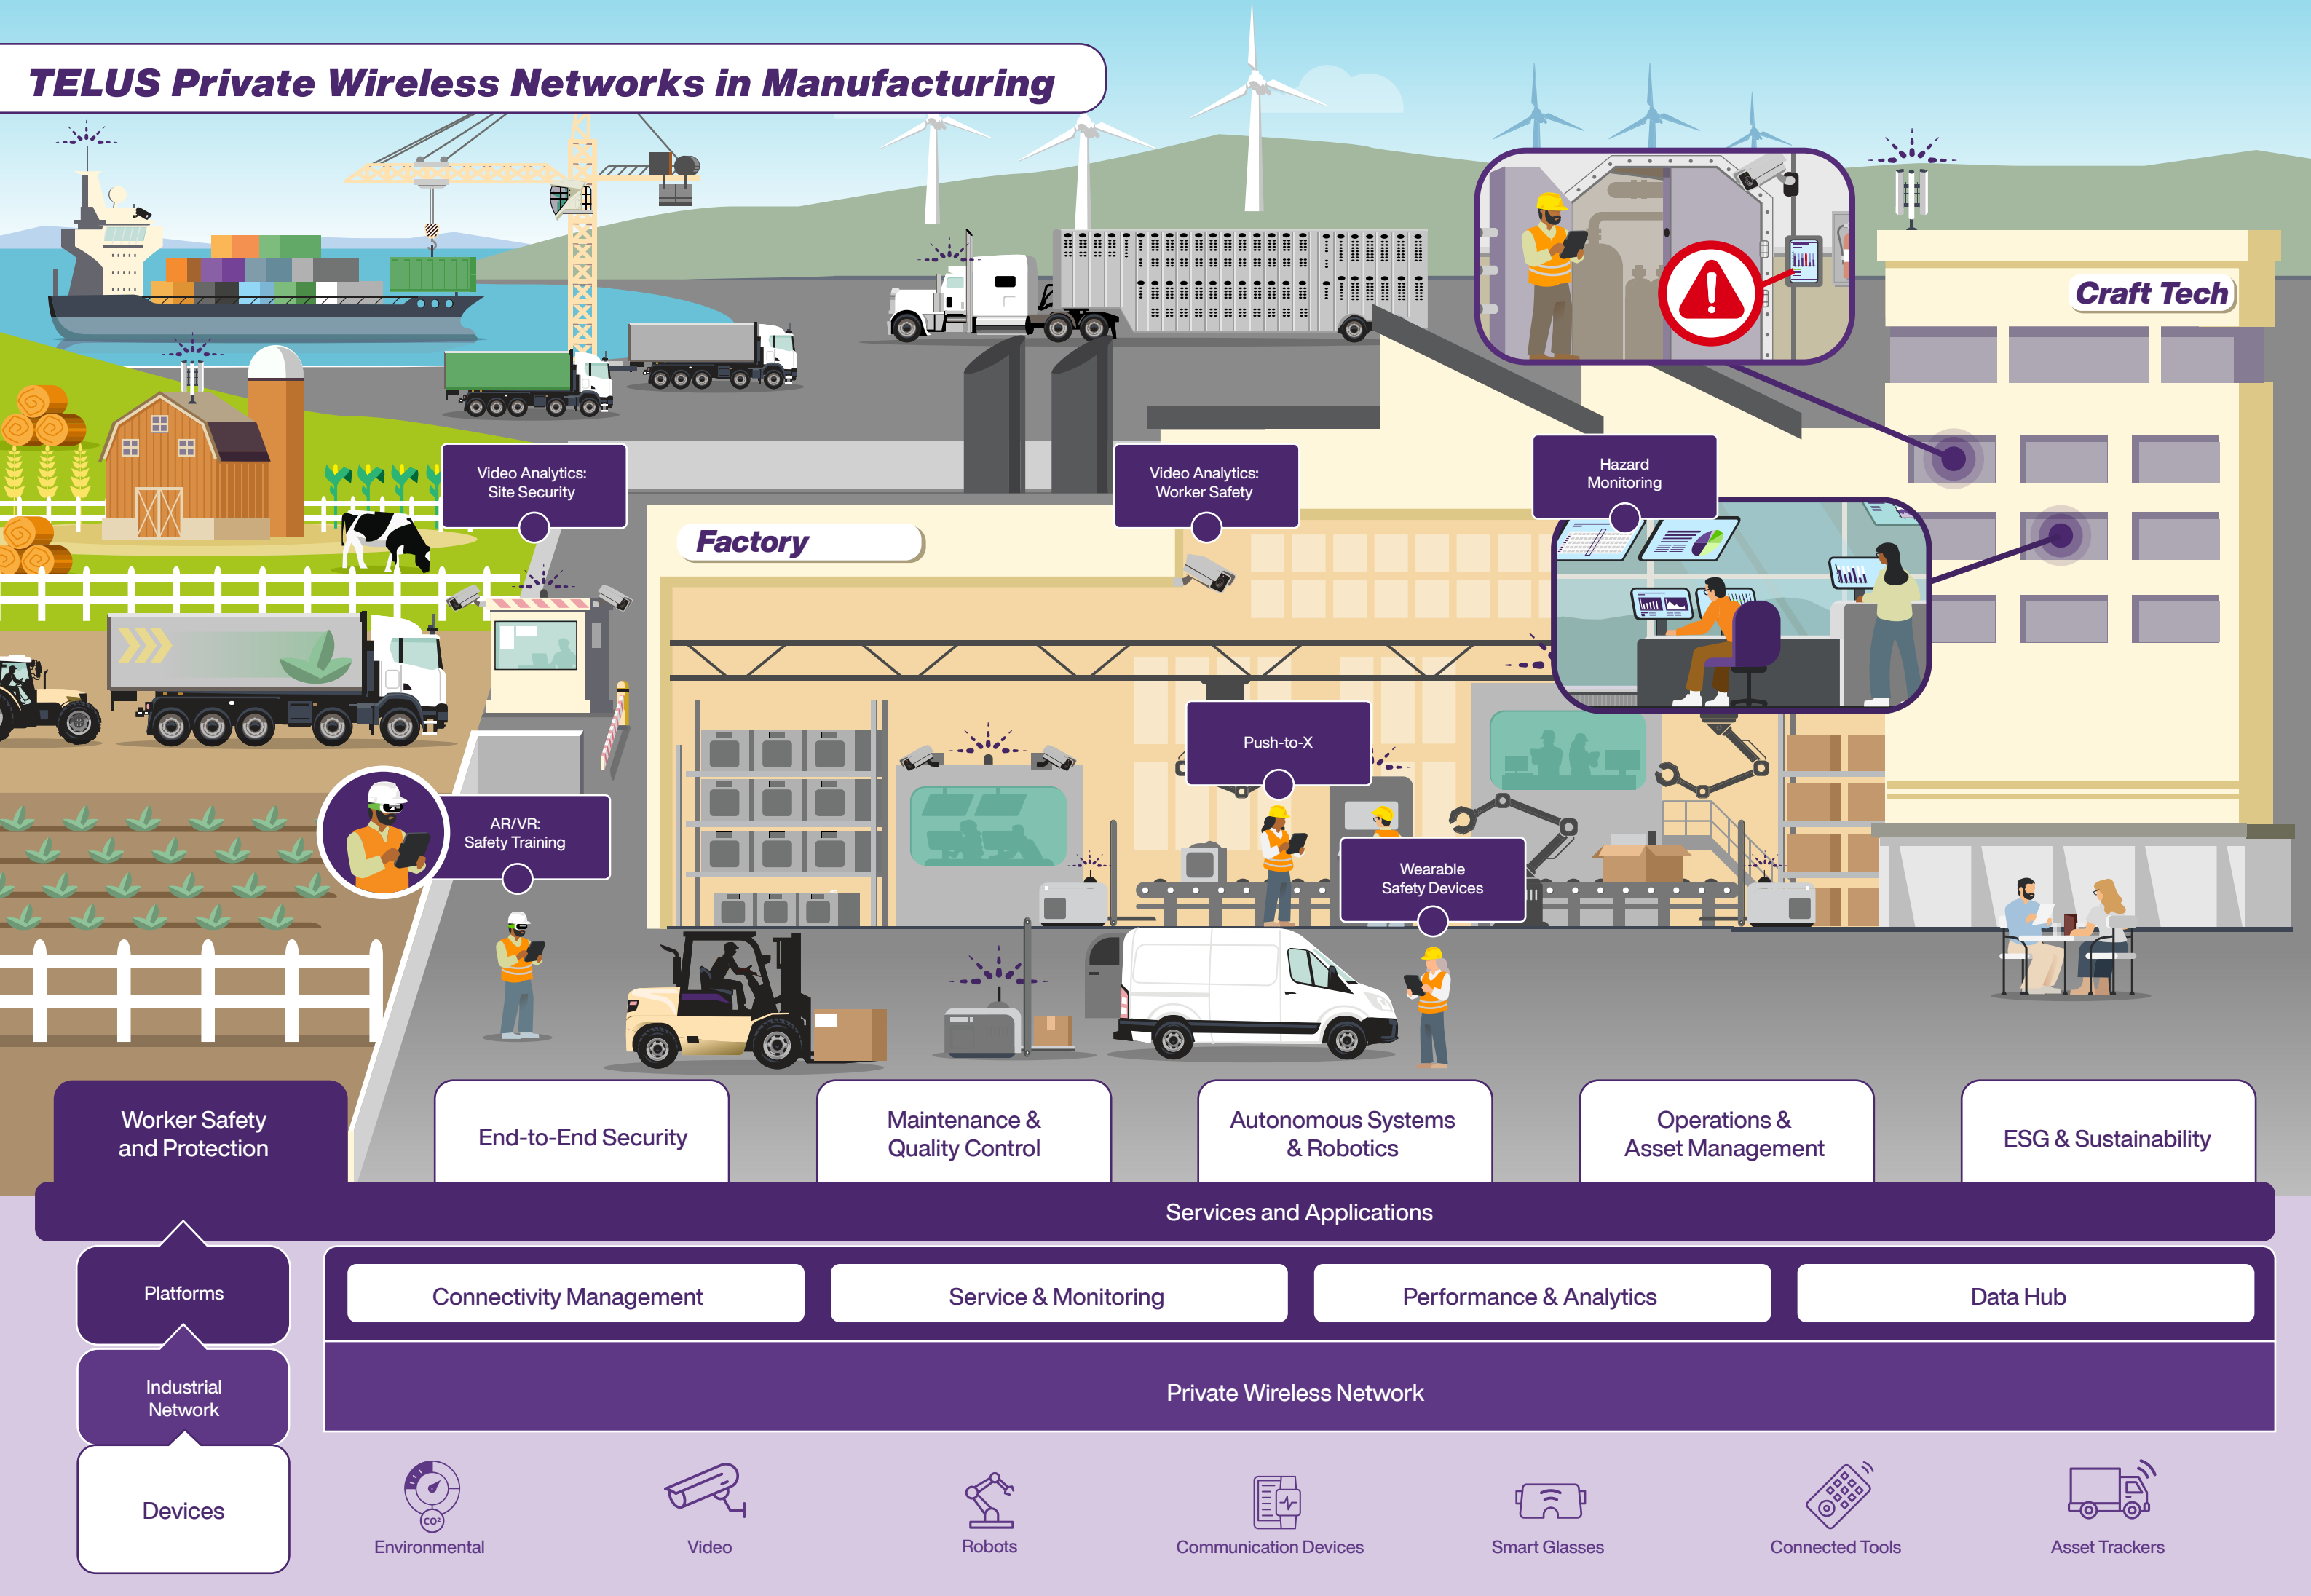 TELUS Private Wireless Networks in Manufacturing
Craft Tech
Video Analytics:
Site Security
Video Analytics:
Worker Safety
Hazard
Monitoring
Factory
Push-to-X
AR/VR:
Safety Training
Wearable
Safety Devices
Worker Safety
and Protection
End-to-End Security
Maintenance &
Quality Control
Autonomous Systems
& Robotics
Operations &
Asset Management
ESG & Sustainability
Services and Applications
Platforms
Connectivity Management
Service & Monitoring
Performance & Analytics
Data Hub
Industrial
Network
Private Wireless Network
Devices
CO²
Environmental
Video
Robots
Communication Devices
Smart Glasses
Connected Tools
Asset Trackers